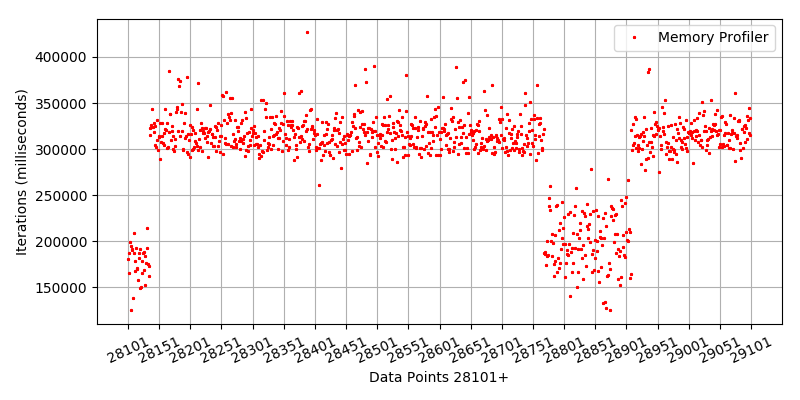 Memory Profiler
400000
350000
300000
250000
200000
150000
Iterations (milliseconds)
28101 28151 28201 28251 28301 28351 28401 28451 28501 28551 28601 28651 28701 28751 28801 28851 28901 28951 29001 29051 29101
Data Points 28101+